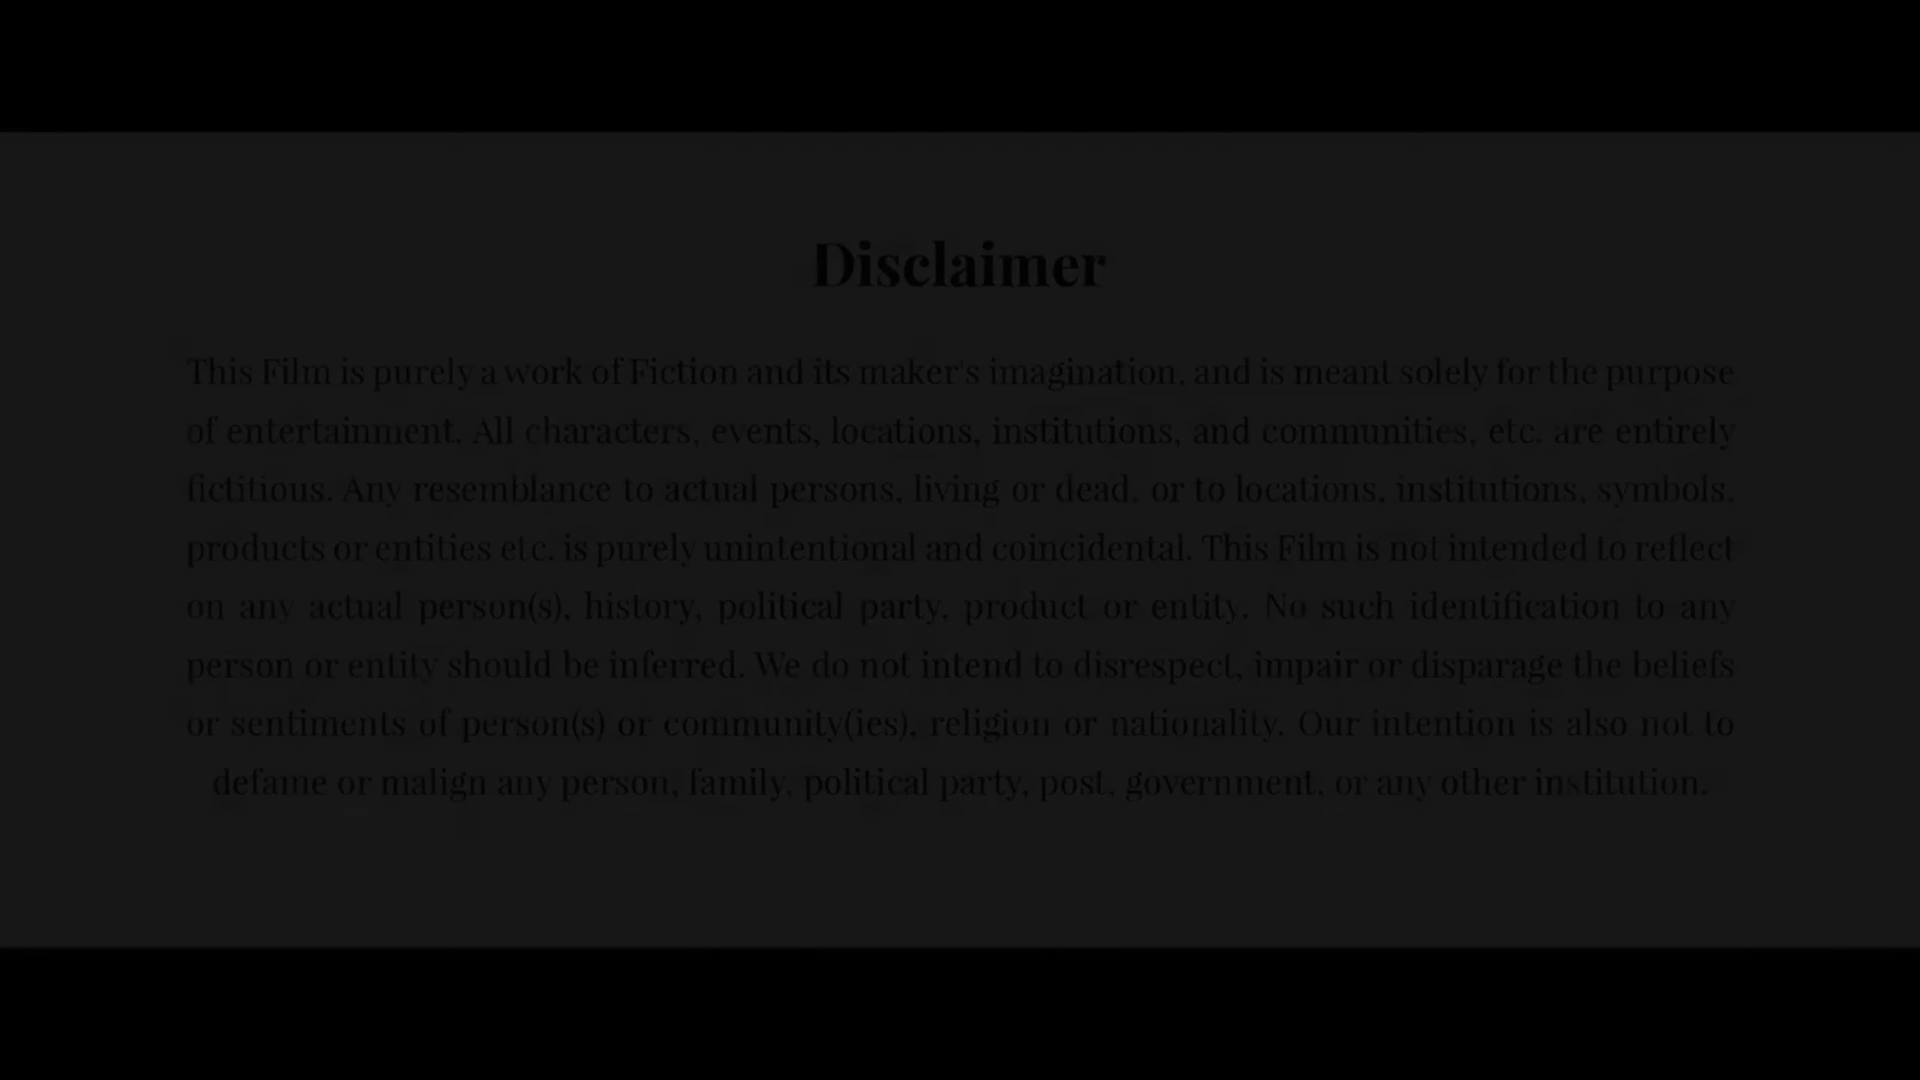 Disclaimer
This Film is purely a work of Fiction and its maker's imagination, and is meant solely for the purpose
of entertainment. All characters, events, locations, institutions, and communities, etc. are entirely
fictitious. Any resemblance to actual persons, living or dead, or to locations, institutions, symbols,
products or entities etc. is purely unintentional and coincidental. This Film is not intended to reflect
on any actual person(s), history, political party, product or entity. No such identification to any
person or entity should be inferred. We do not intend to disrespect, impair or disparage the beliefs
or sentiments of person(s) or community(ies), religion or nationality. Our intention is also not to
defame or malign any person, family, political party, post, government, or any other institution.